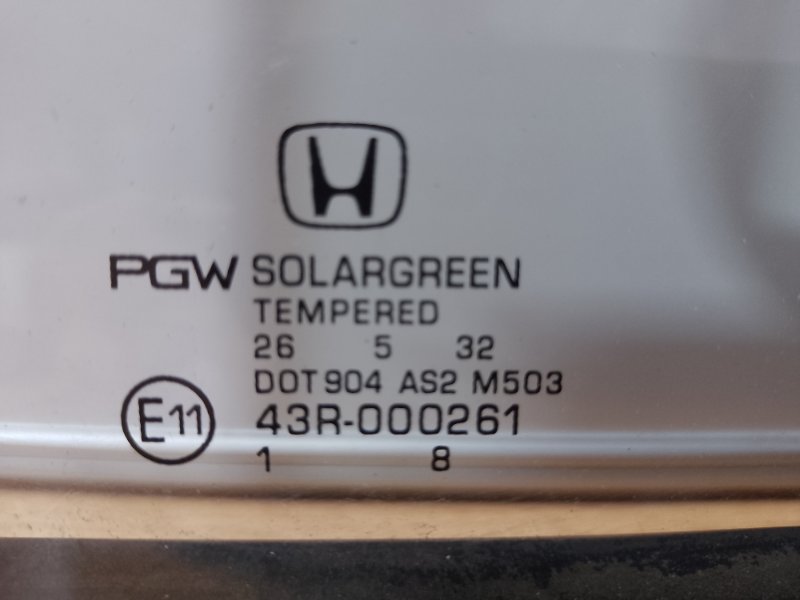 PGW SOLARGREEN
TEMPERED
26 5 32
DOT904 AS2 M503
E11 43R-000261
1 8